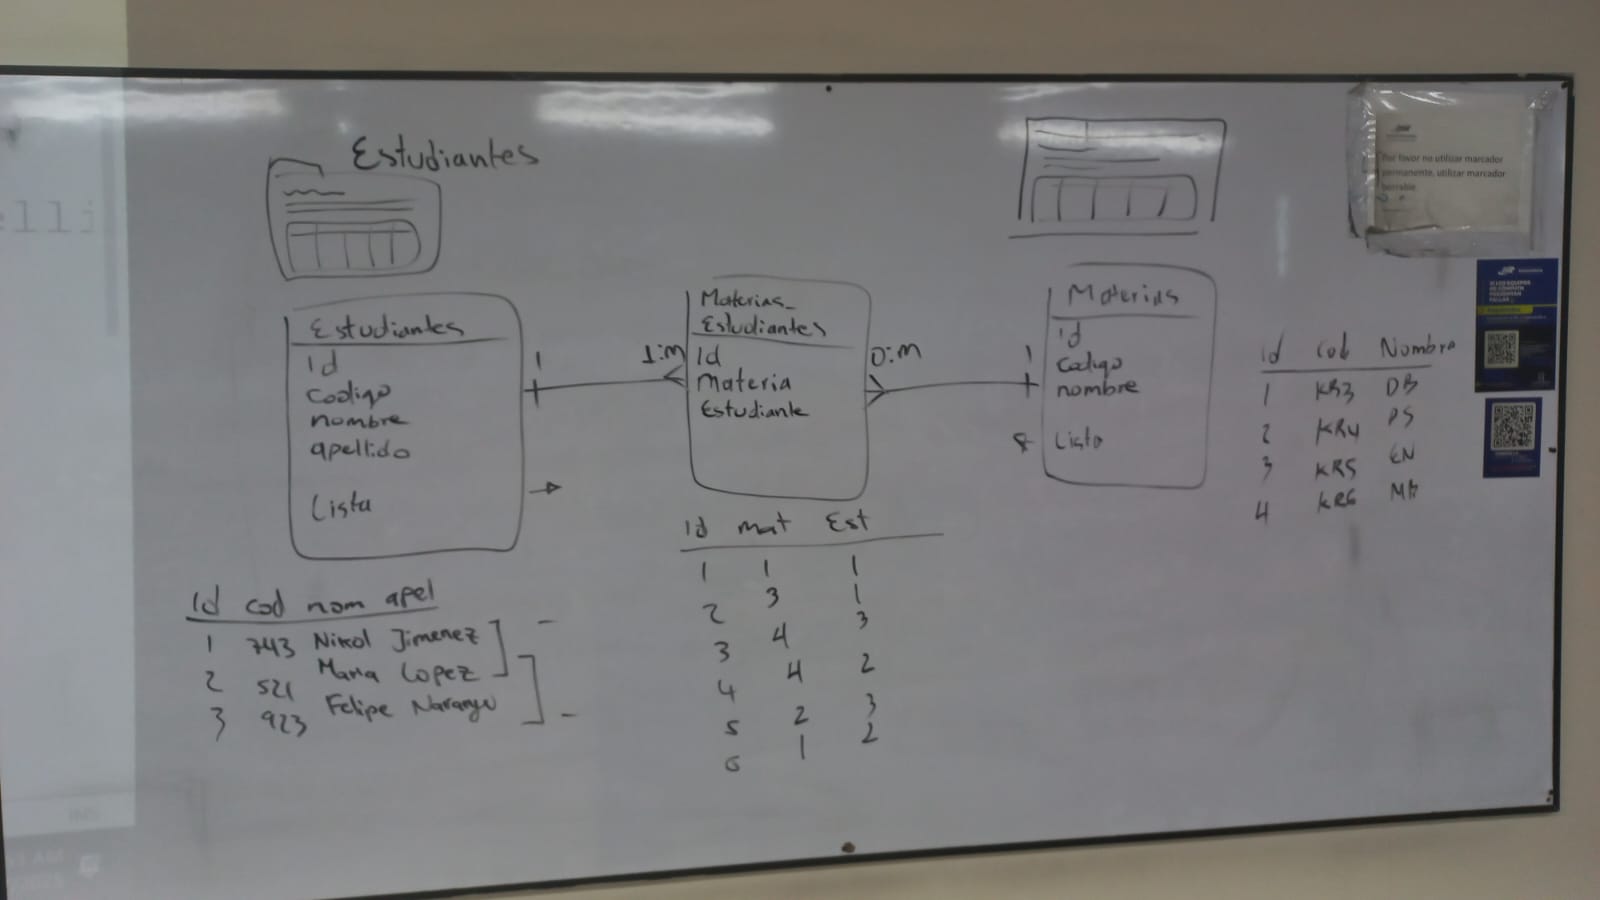 Estudiantes
Estudiantes
id
codigo
nombre
apellido
Lista
1
1:M
Materias_
Estudiantes
Id
Materia
Estudiante
0:M
1
Materias
id
Codigo
nombre
Lista
id cod Nombre
1 KR3 DB
2 KR4 PS
3 KR5 EN
4 KR6
Id cod nom apel
1 743 Nikol Jimenez
2 521 Maria Lopez
3 923 Felipe Naranjo
Id mat Est
1 1 1
2 3 1
3 4 3
4 4 2
5 2 3
6 1 2
Por favor no utilizar marcador
permanente, utilizar marcador
borrable